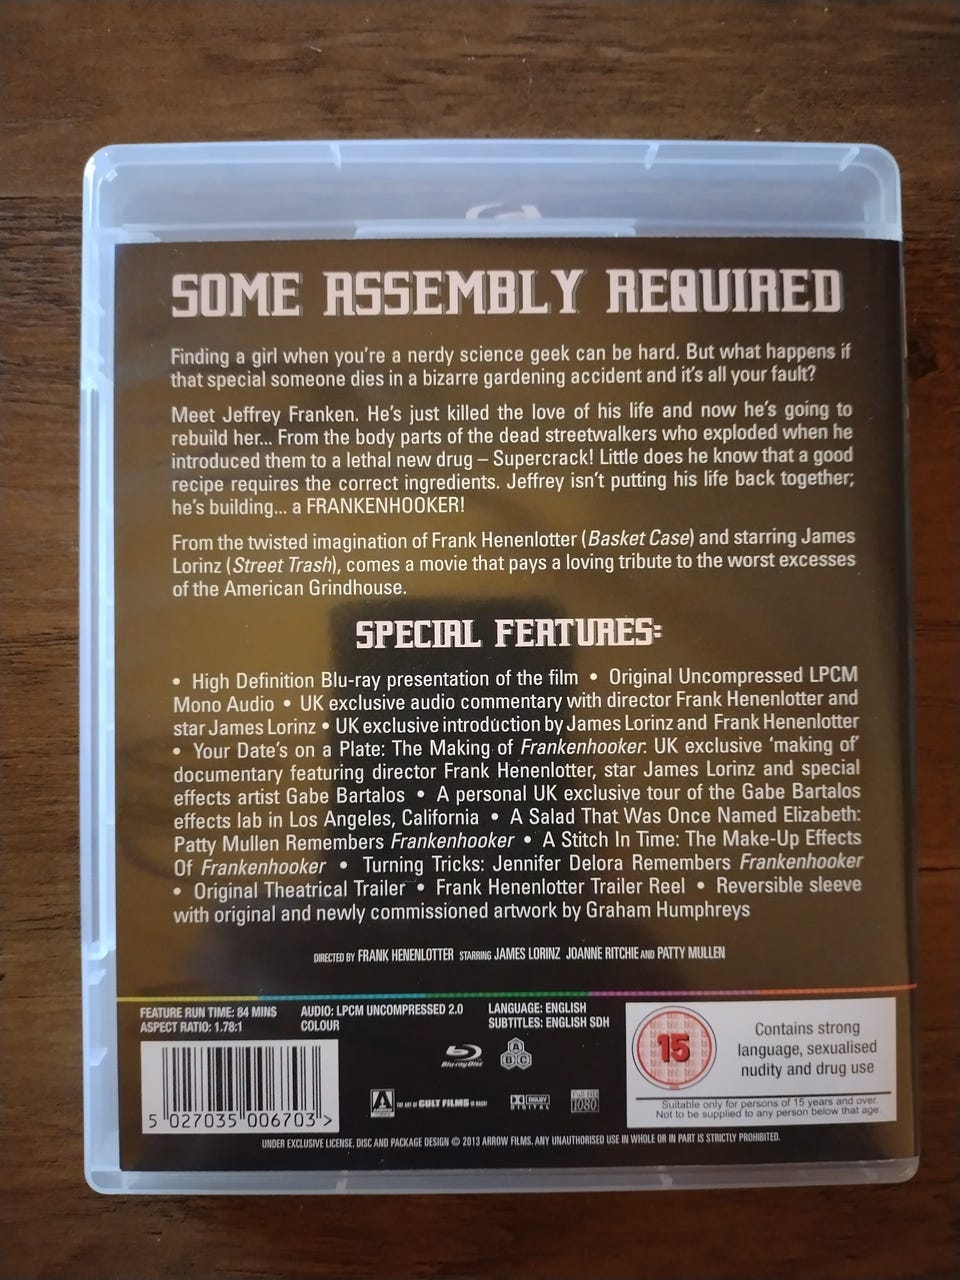 SOME ASSEMBLY REQUIRED
Finding a girl when you're a nerdy science geek can be hard. But what happens if
that special someone dies in a bizarre gardening accident and it's all your fault?
Meet Jeffrey Franken. He's just killed the love of his life and now he's going to
rebuild her... From the body parts of the dead streetwalkers who exploded when he
introduced them to a lethal new drug – Supercrack! Little does he know that a good
recipe requires the correct ingredients. Jeffrey isn't putting his life back together;
he's building... a FRANKENHOOKER!
From the twisted imagination of Frank Henenlotter (Basket Case) and starring James
Lorinz (Street Trash), comes a movie that pays a loving tribute to the worst excesses
of the American Grindhouse.
SPECIAL FEATURES:
• High Definition Blu-ray presentation of the film • Original Uncompressed LPCM
Mono Audio • UK exclusive audio commentary with director Frank Henenlotter and
star James Lorinz • UK exclusive introduction by James Lorinz and Frank Henenlotter
• Your Date's on a Plate: The Making of Frankenhooker. UK exclusive 'making of'
documentary featuring director Frank Henenlotter, star James Lorinz and special
effects artist Gabe Bartalos • A personal UK exclusive tour of the Gabe Bartalos
effects lab in Los Angeles, California • A Salad That Was Once Named Elizabeth:
Patty Mullen Remembers Frankenhooker • A Stitch In Time: The Make-Up Effects
Of Frankenhooker • Turning Tricks: Jennifer Delora Remembers Frankenhooker
• Original Theatrical Trailer • Frank Henenlotter Trailer Reel • Reversible sleeve
with original and newly commissioned artwork by Graham Humphreys
DIRECTED BY FRANK HENENLOTTER STARRING JAMES LORINZ JOANNE RITCHIE AND PATTY MULLEN
FEATURE RUN TIME: 84 MINS
ASPECT RATIO: 1.78:1
AUDIO: LPCM UNCOMPRESSED 2.0
COLOUR
LANGUAGE: ENGLISH
SUBTITLES: ENGLISH SDH
15
Contains strong
language, sexualised
nudity and drug use
Suitable only for persons of 15 years and over.
Not to be supplied to any person below that age.
Blu-ray Disc
A
B C
5 027035 006703 >
A ARROW
THE ART OF CULT FILMS IS BACK!
DOLBY
DIGITAL
1080
UNDER EXCLUSIVE LICENSE. DISC AND PACKAGE DESIGN © 2013 ARROW FILMS. ANY UNAUTHORISED USE IN WHOLE OR IN PART IS STRICTLY PROHIBITED.